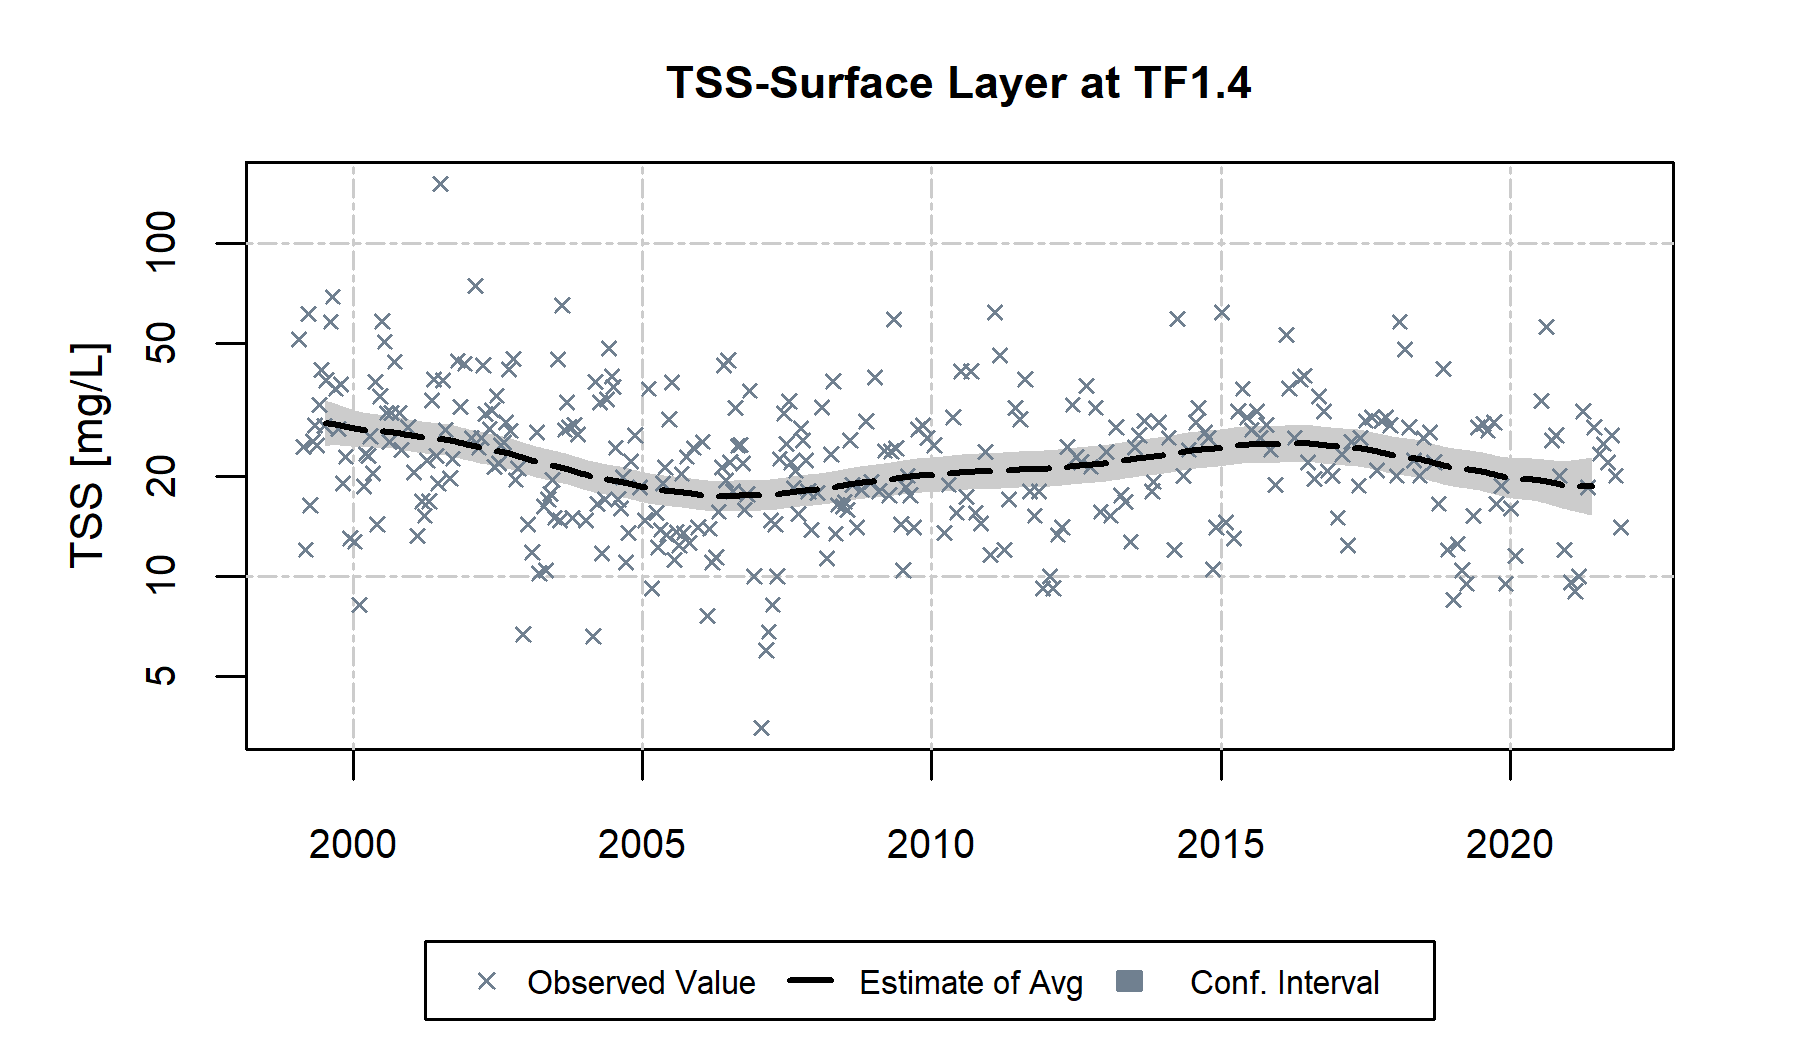 TSS-Surface Layer at TF1.4
TSS [mg/L]
100
50
20
10
5
2000 2005 2010 2015 2020
Observed Value Estimate of Avg Conf. Interval